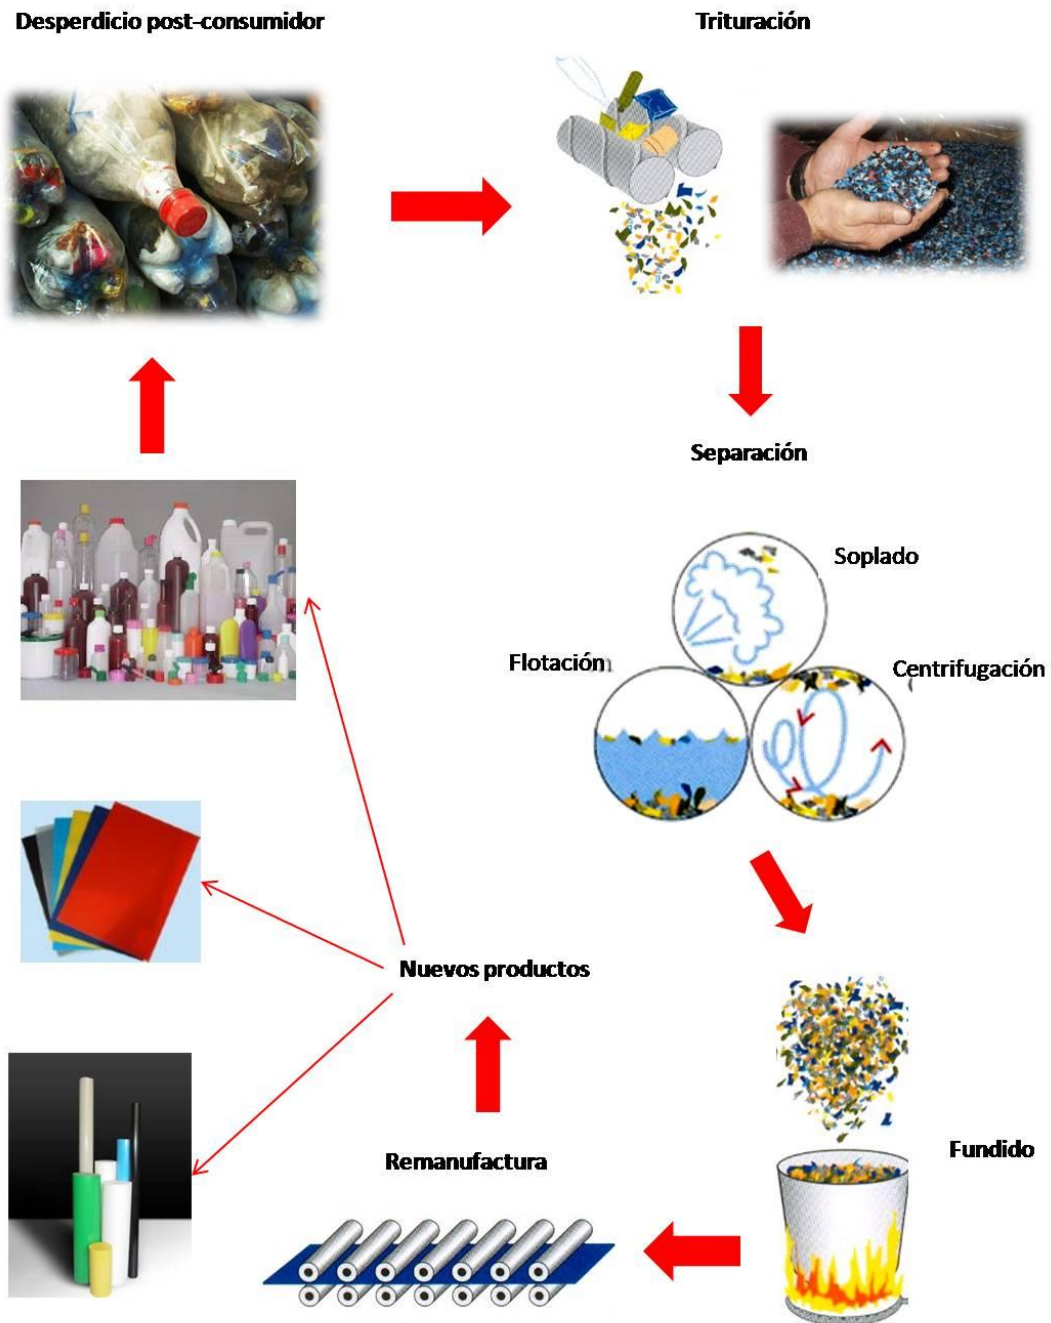 Desperdicio post-consumidor
Trituración
Separación
Soplado
Flotación
Centrifugación
Nuevos productos
Fundido
Remanufactura